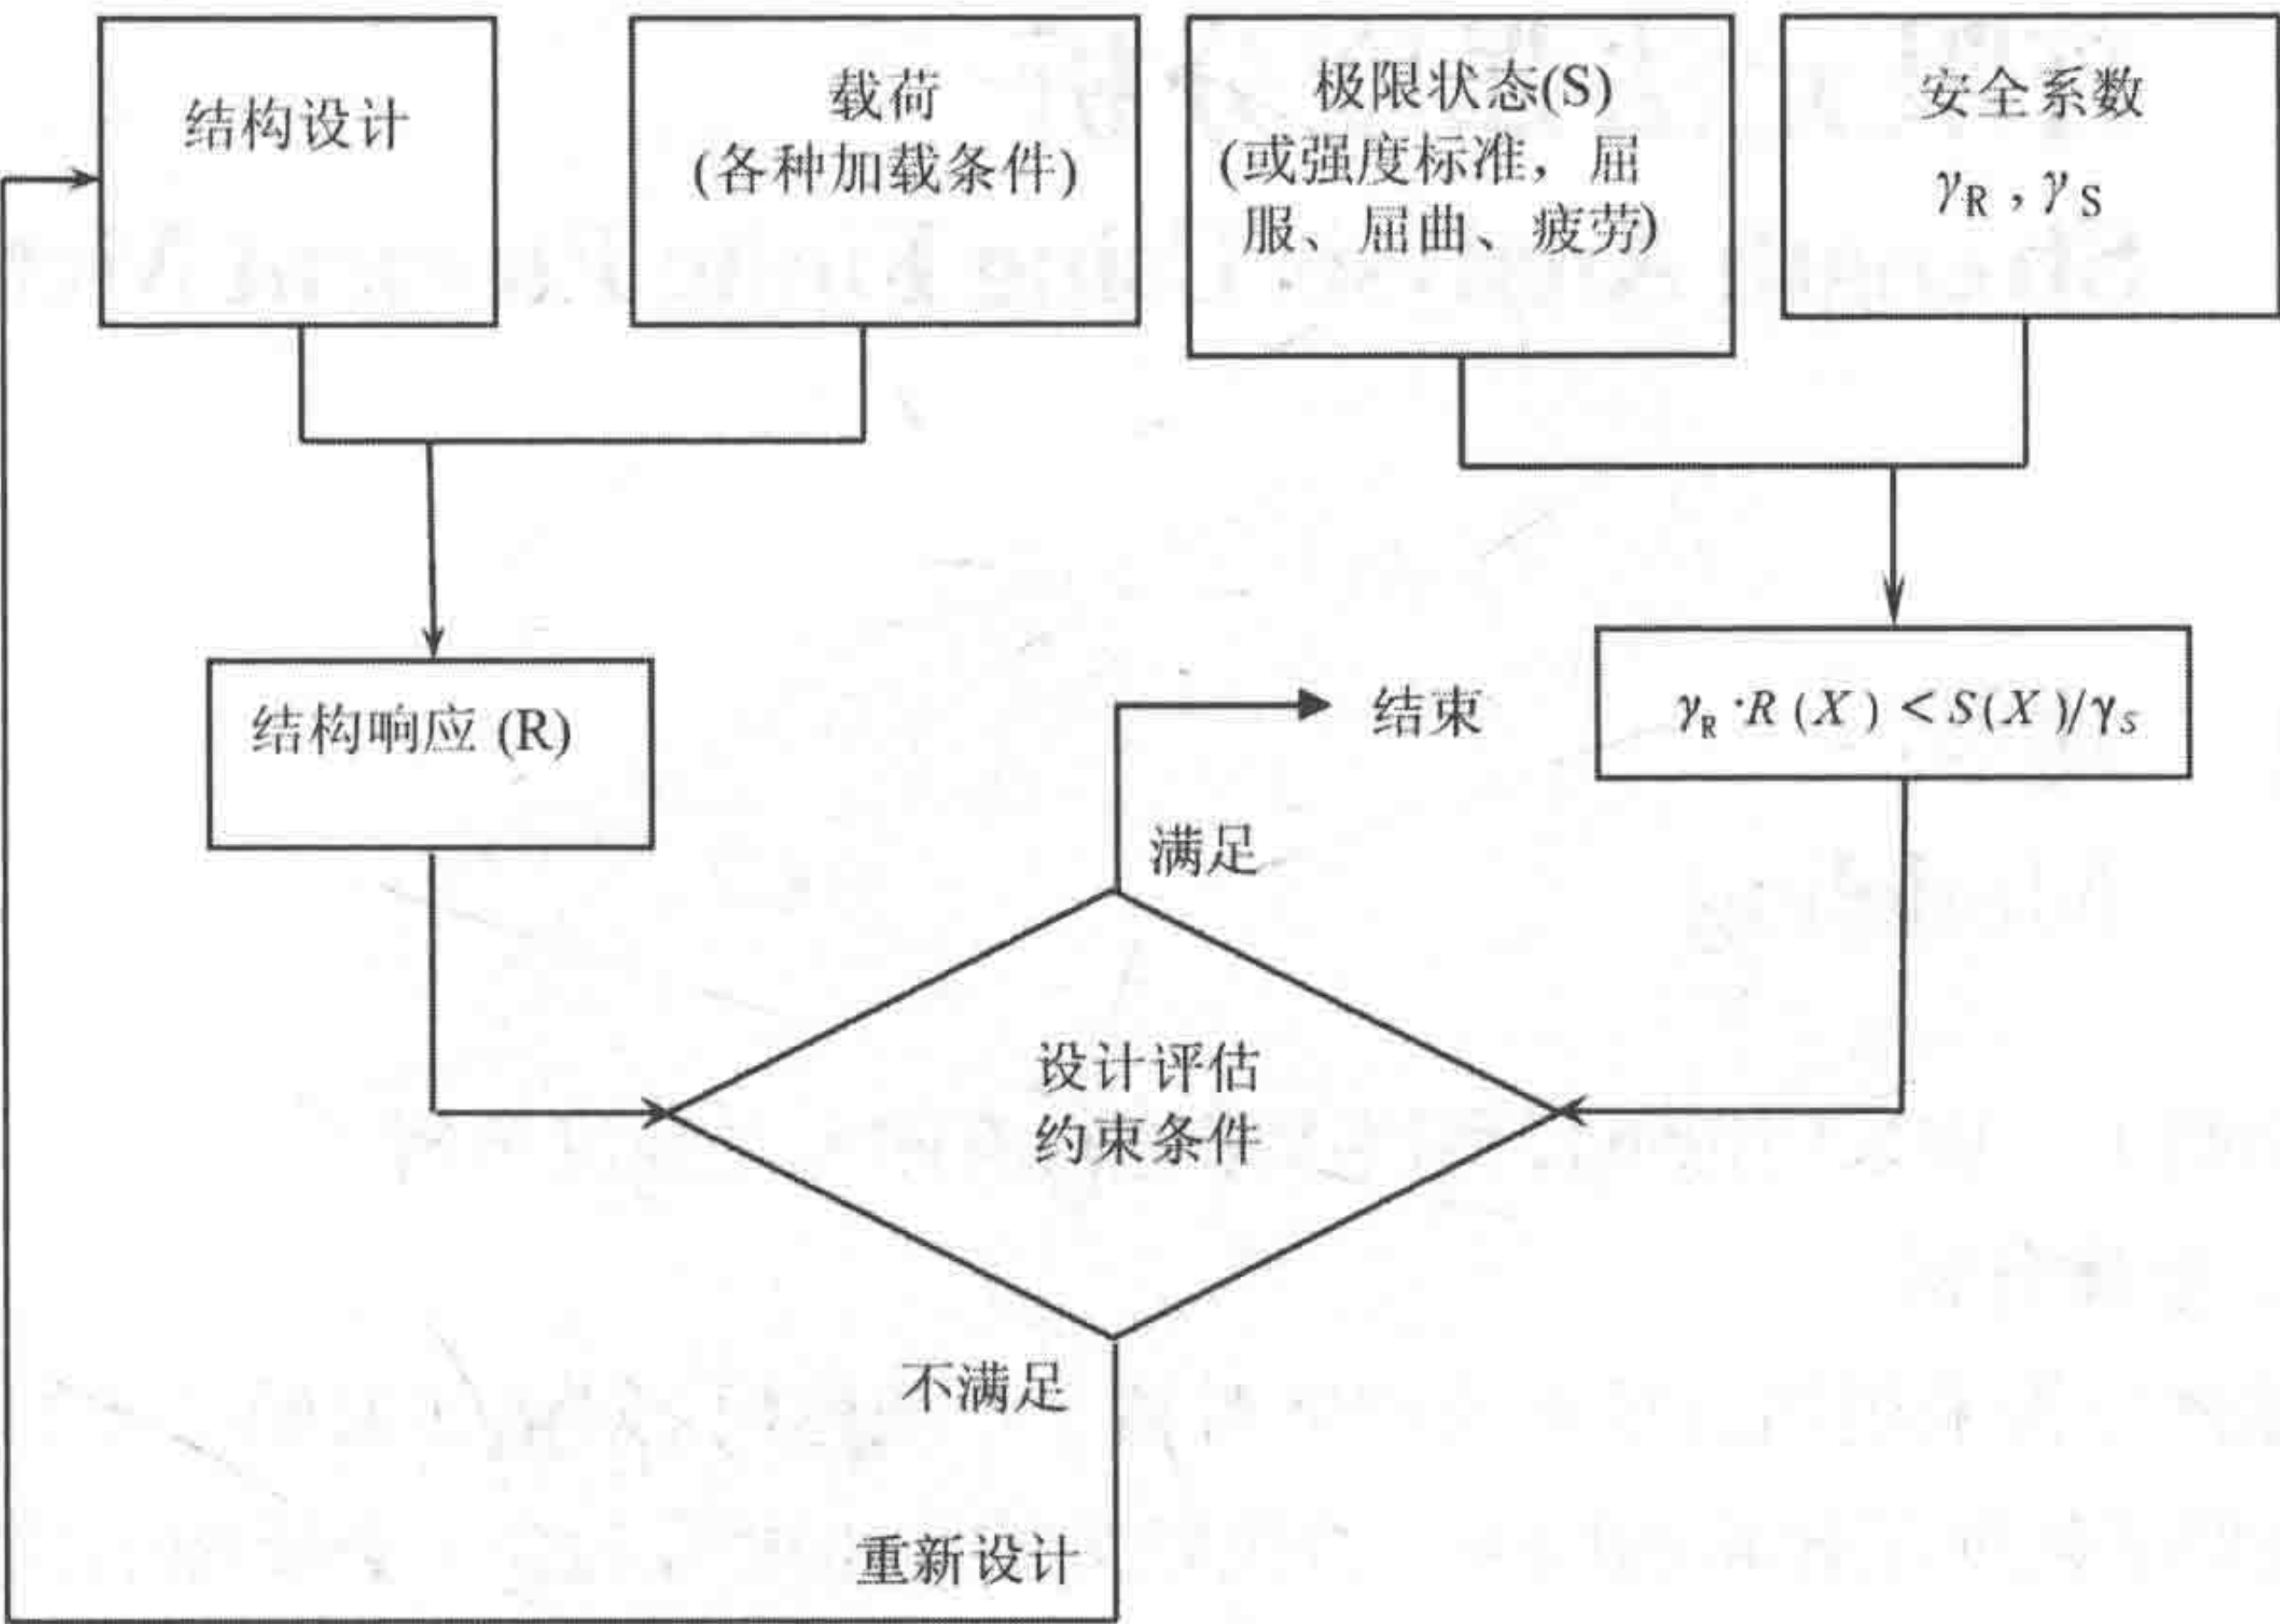 结构设计
载荷
(各种加载条件)
极限状态(S)
(或强度标准，屈
服、屈曲、疲劳)
安全系数
γR，γS
结构响应 (R)
结束
γR·R(X)<S(X)/γS
满足
设计评估
约束条件
不满足
重新设计